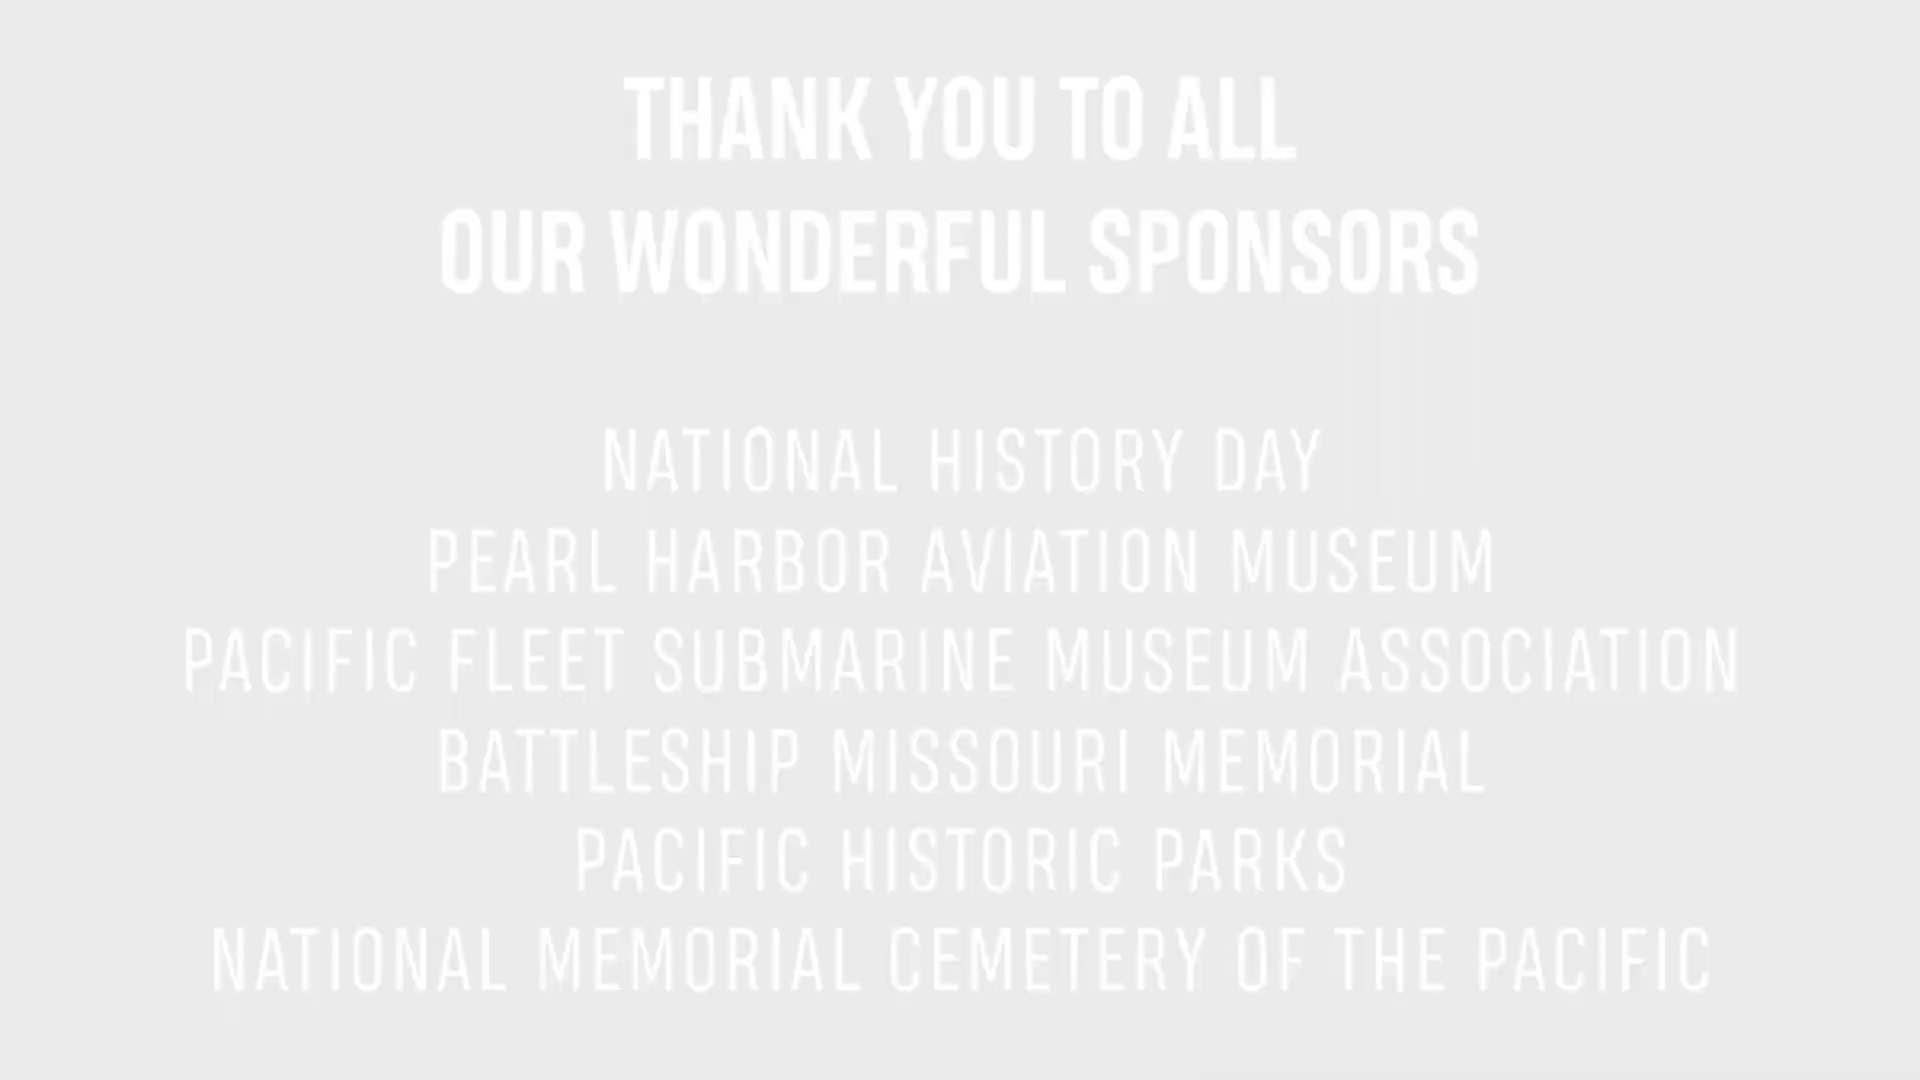 THANK YOU TO ALL
OUR WONDERFUL SPONSORS
NATIONAL HISTORY DAY
PEARL HARBOR AVIATION MUSEUM
PACIFIC FLEET SUBMARINE MUSEUM ASSOCIATION
BATTLESHIP MISSOURI MEMORIAL
PACIFIC HISTORIC PARKS
NATIONAL MEMORIAL CEMETERY OF THE PACIFIC